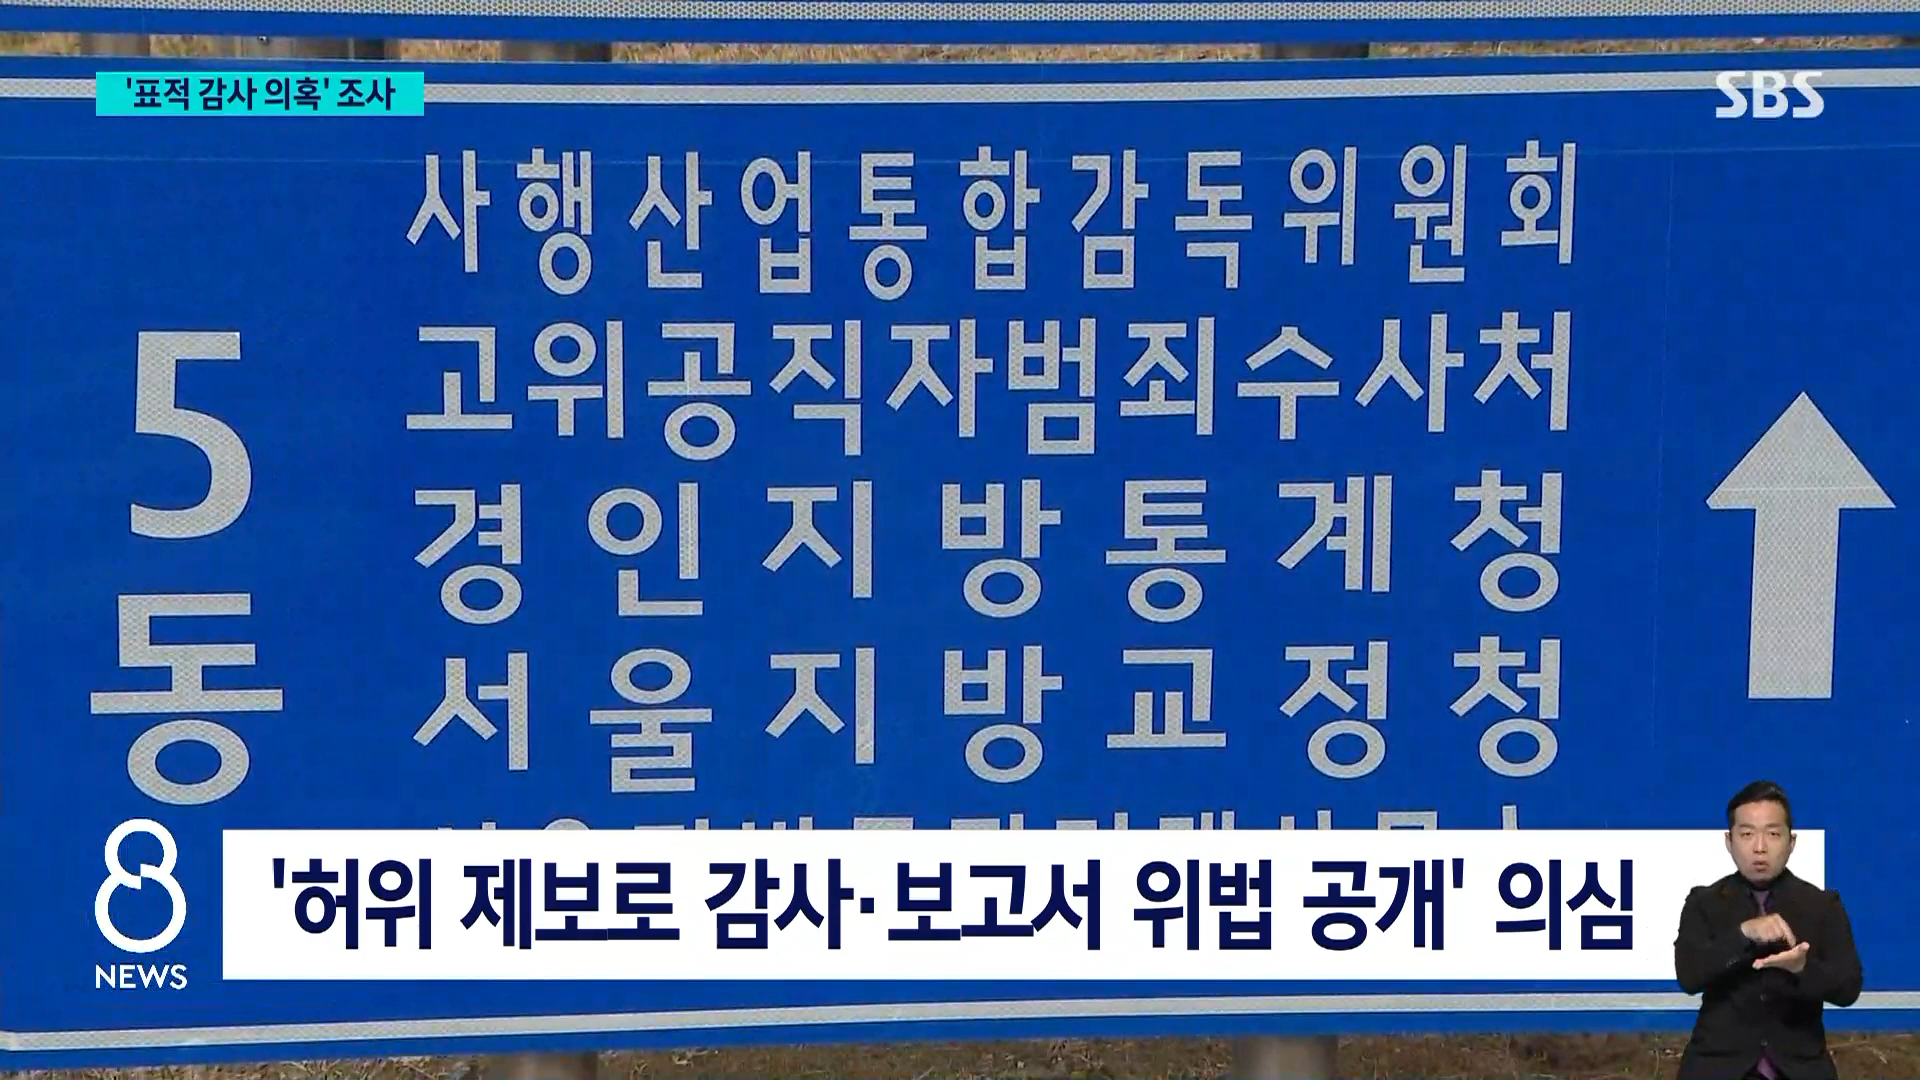 '표적 감사 의혹' 조사
SBS
사행산업통합감독위원회
고위공직자범죄수사처
경인지방통계청
서울지방교정청
5동
8
NEWS
'허위 제보로 감사·보고서 위법 공개' 의심